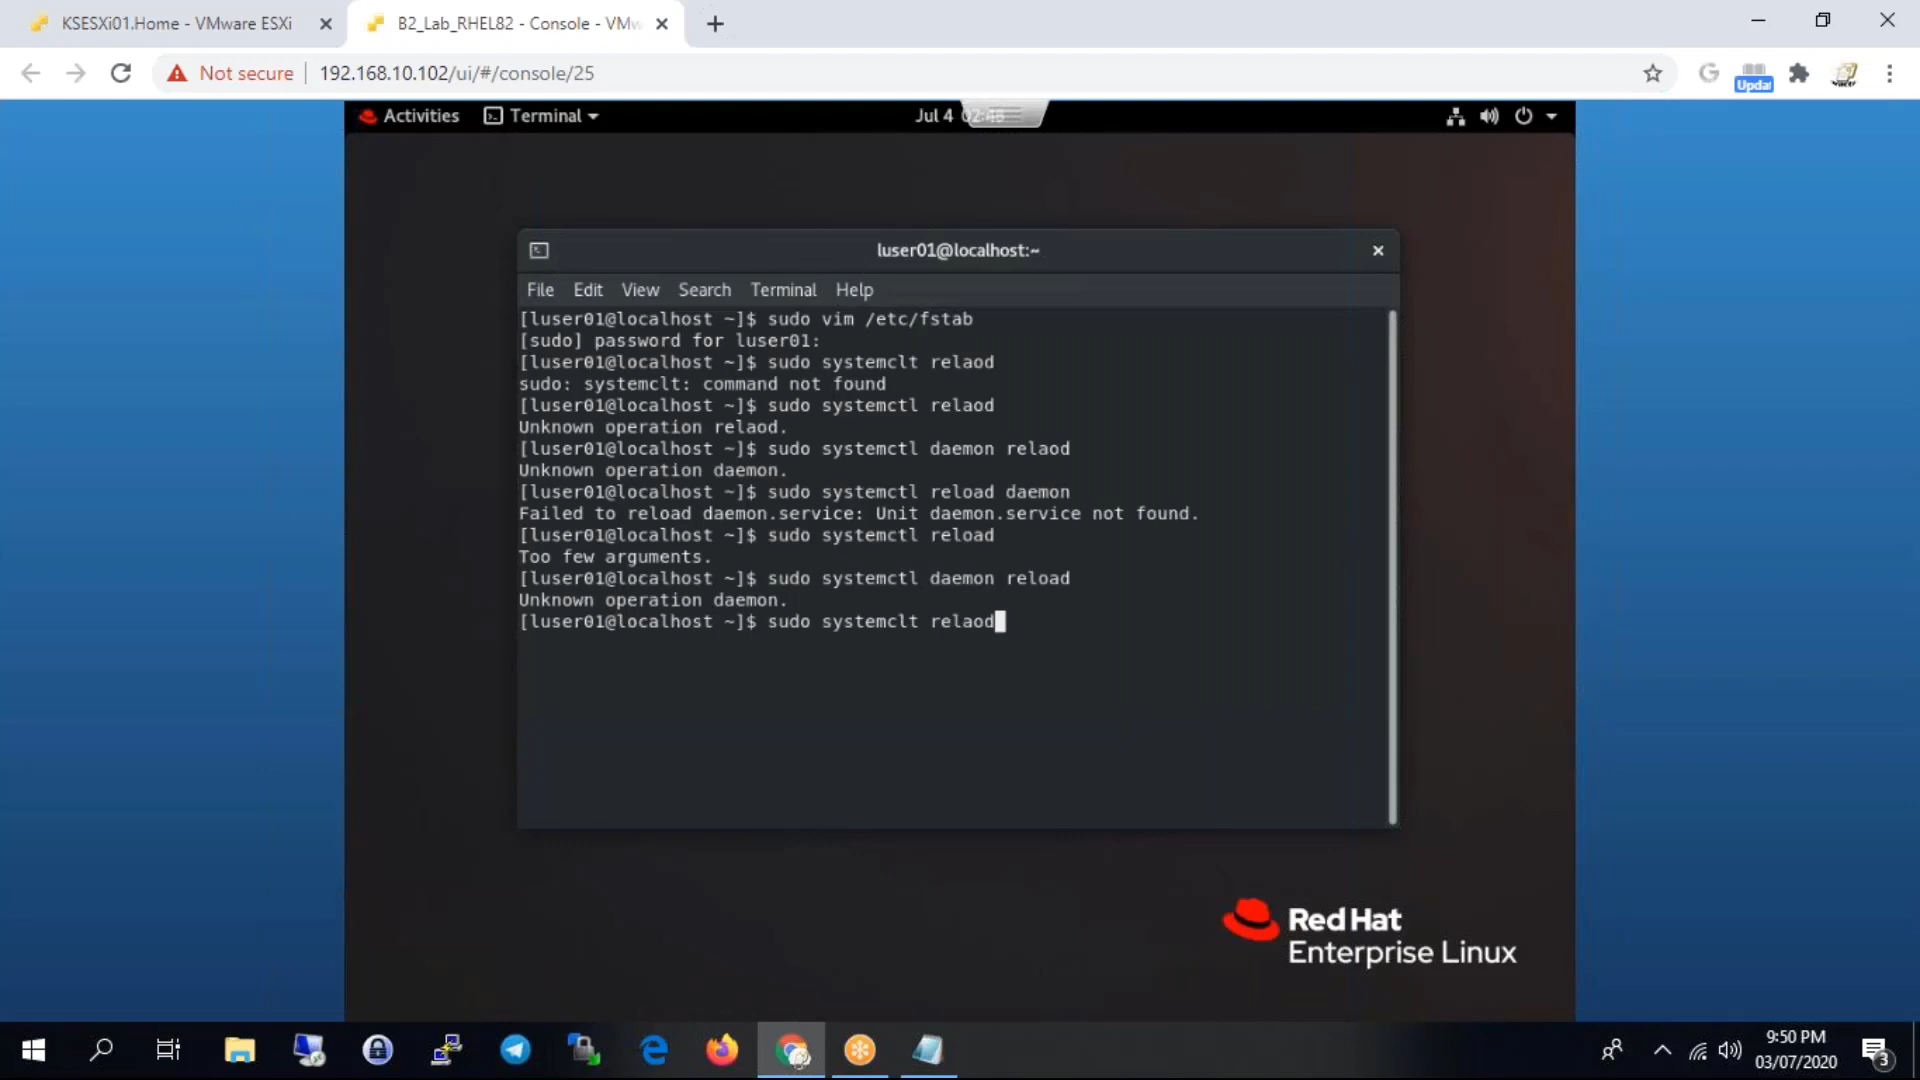 KSESXi01.Home - VMware ESXi
B2_Lab_RHEL82 - Console - VMw
Not secure
192.168.10.102/ui/#/console/25
Updat
Activities
Terminal
Jul 4
luser01@localhost:~
File Edit View Search Terminal Help
[luser01@localhost ~]$ sudo vim /etc/fstab
[sudo] password for luser01:
[luser01@localhost ~]$ sudo systemclt relaod
sudo: systemclt: command not found
[luser01@localhost ~]$ sudo systemctl relaod
Unknown operation relaod.
[luser01@localhost ~]$ sudo systemctl daemon relaod
Unknown operation daemon.
[luser01@localhost ~]$ sudo systemctl reload daemon
Failed to reload daemon.service: Unit daemon.service not found.
[luser01@localhost ~]$ sudo systemctl reload
Too few arguments.
[luser01@localhost ~]$ sudo systemctl daemon reload
Unknown operation daemon.
[luser01@localhost ~]$ sudo systemclt relaod
Red Hat
Enterprise Linux
9:50 PM
03/07/2020
3